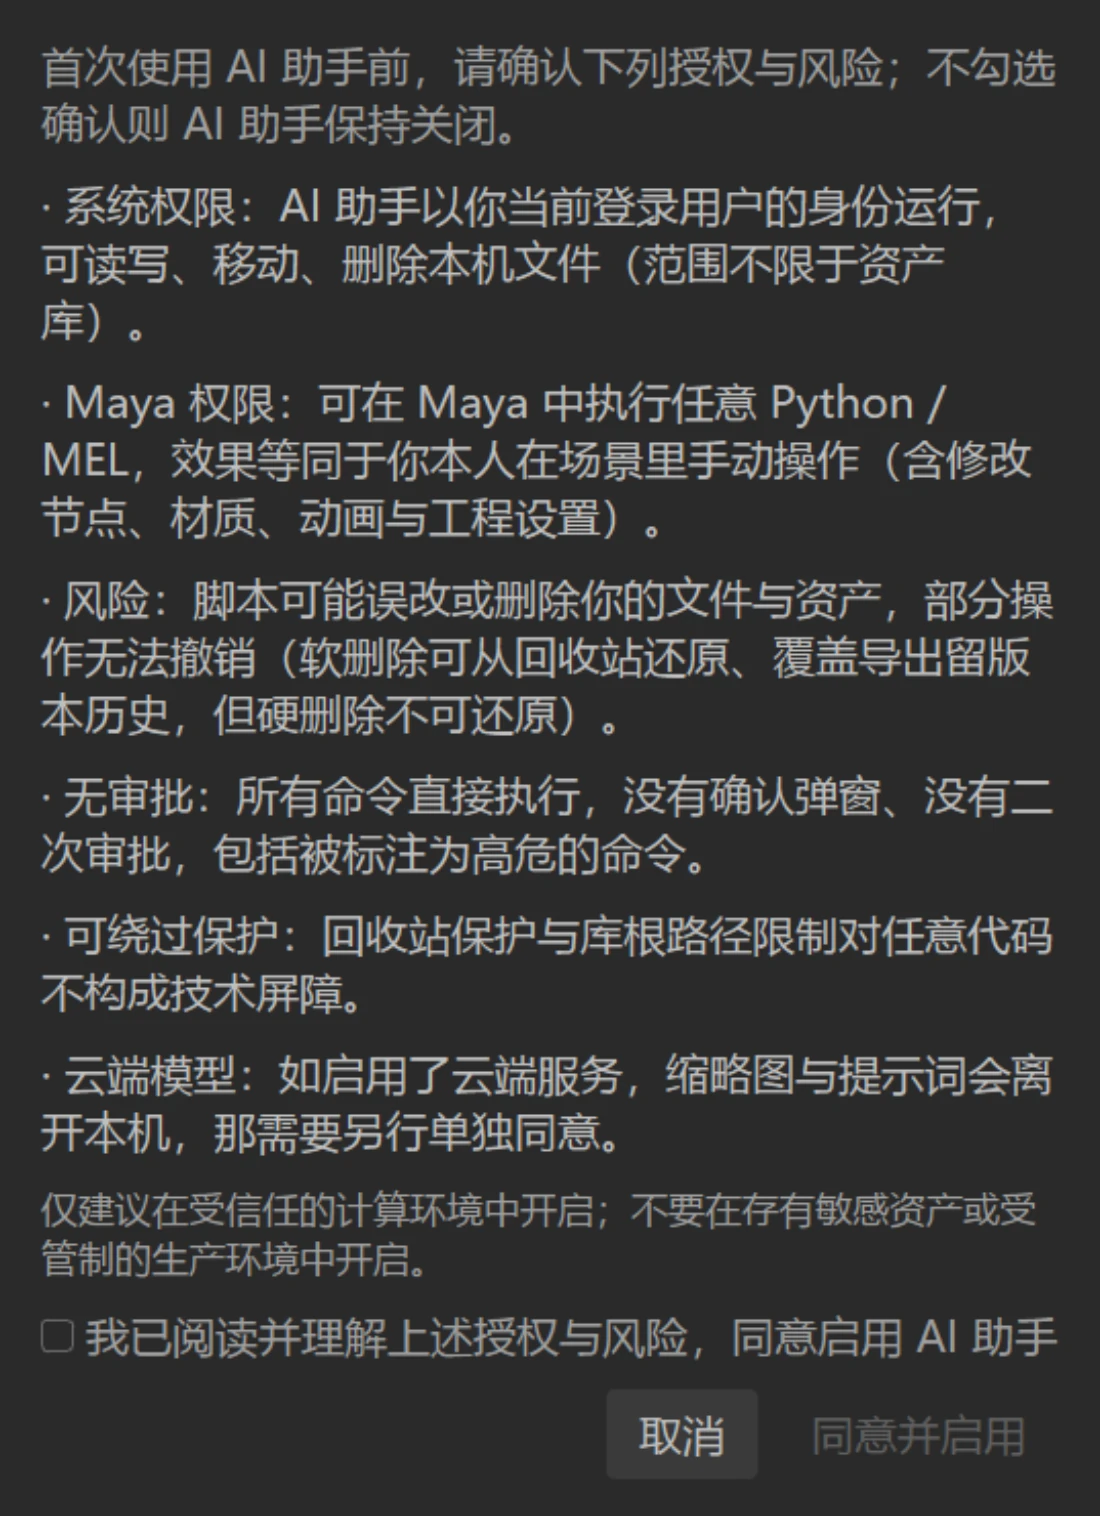 首次使用 AI 助手前，请确认下列授权与风险；不勾选
确认则 AI 助手保持关闭。
· 系统权限：AI 助手以你当前登录用户的身份运行，
可读写、移动、删除本机文件（范围不限于资产
库）。
· Maya 权限：可在 Maya 中执行任意 Python /
MEL，效果等同于你本人在场景里手动操作（含修改
节点、材质、动画与工程设置）。
· 风险：脚本可能误改或删除你的文件与资产，部分操
作无法撤销（软删除可从回收站还原、覆盖导出留版
本历史，但硬删除不可还原）。
· 无审批：所有命令直接执行，没有确认弹窗、没有二
次审批，包括被标注为高危的命令。
· 可绕过保护：回收站保护与库根路径限制对任意代码
不构成技术屏障。
· 云端模型：如启用了云端服务，缩略图与提示词会离
开本机，那需要另行单独同意。
仅建议在受信任的计算环境中开启；不要在存有敏感资产或受
管制的生产环境中开启。
我已阅读并理解上述授权与风险，同意启用 AI 助手
取消 同意并启用